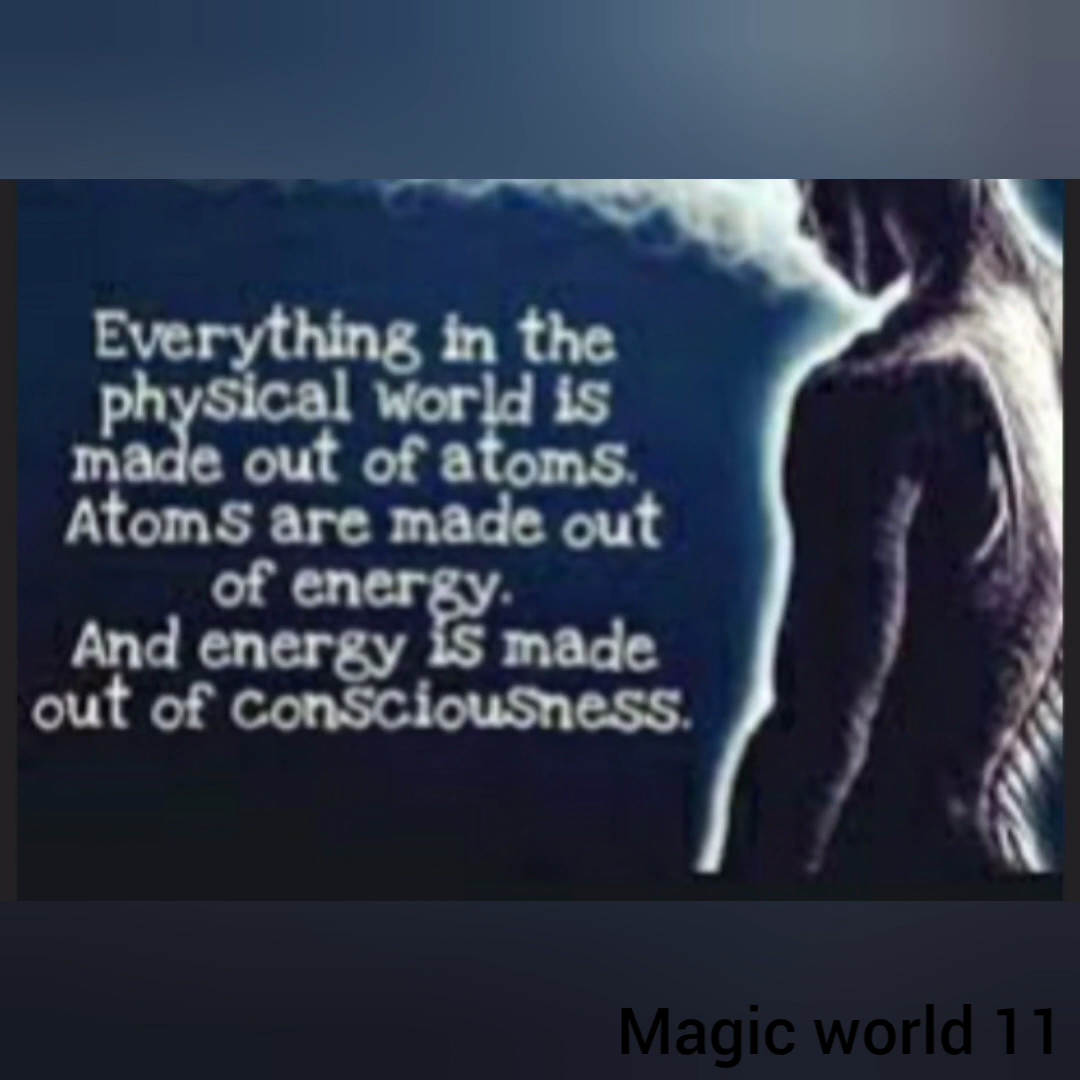 Everything in the
physical world is
made out of atoms.
Atoms are made out
of energy.
And energy is made
out of consciousness.
Magic world 11